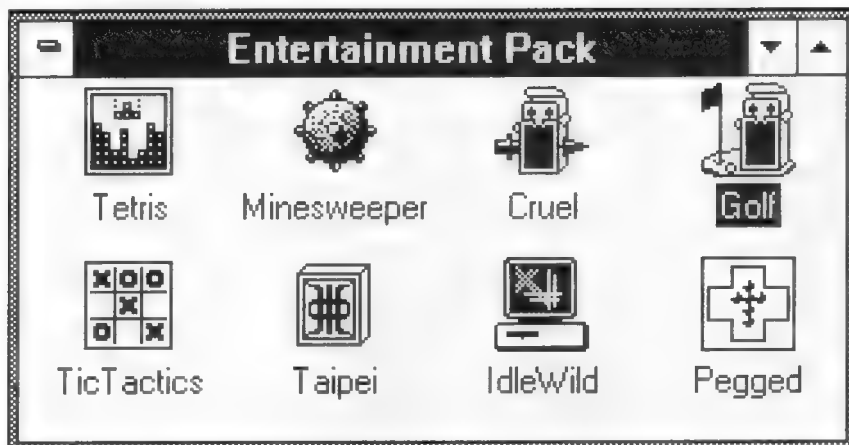 Entertainment Pack
Tetris Minesweeper Cruel Golf
TicTactics Taipei IdleWild Pegged